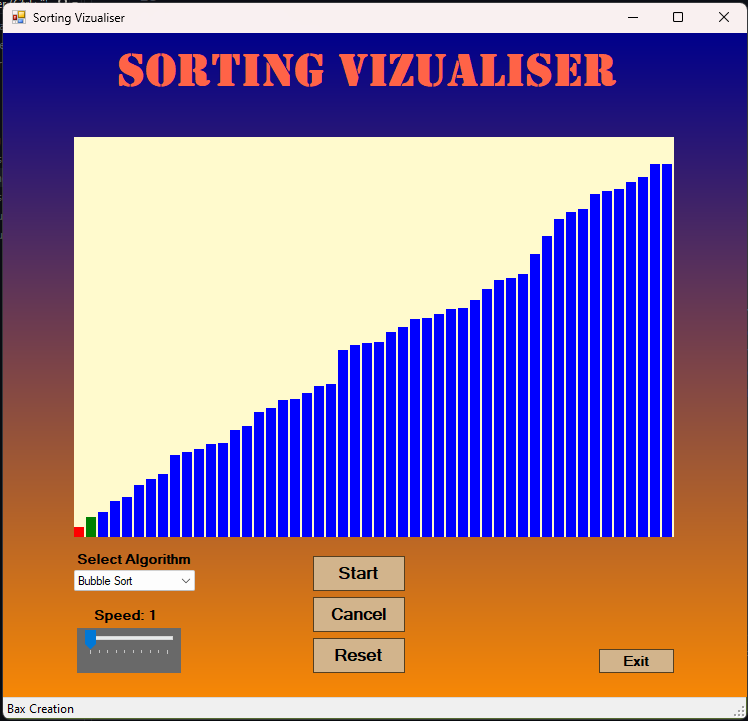 Sorting Vizualiser
SORTING VIZUALISER
Select Algorithm
Bubble Sort
Speed: 1
Start
Cancel
Reset
Exit
Bax Creation